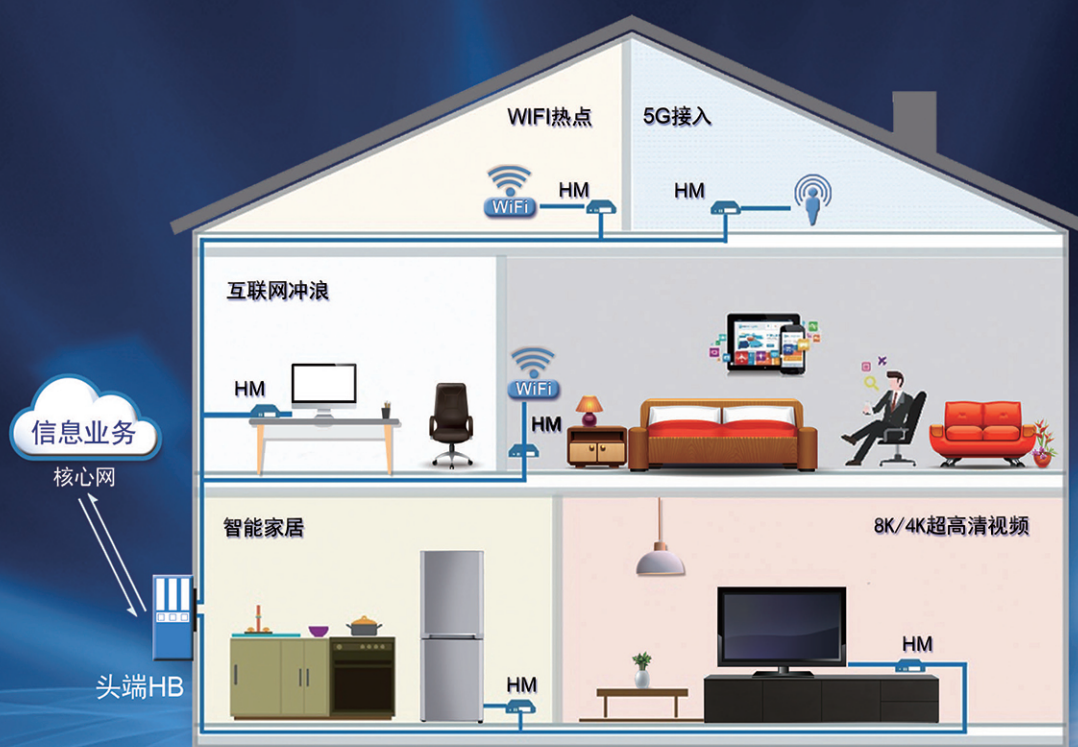 WIFI热点
5G接入
HM
HM
WiFi
互联网冲浪
HM
WiFi
HM
信息业务
核心网
智能家居
8K/4K超高清视频
HM
HM
头端HB